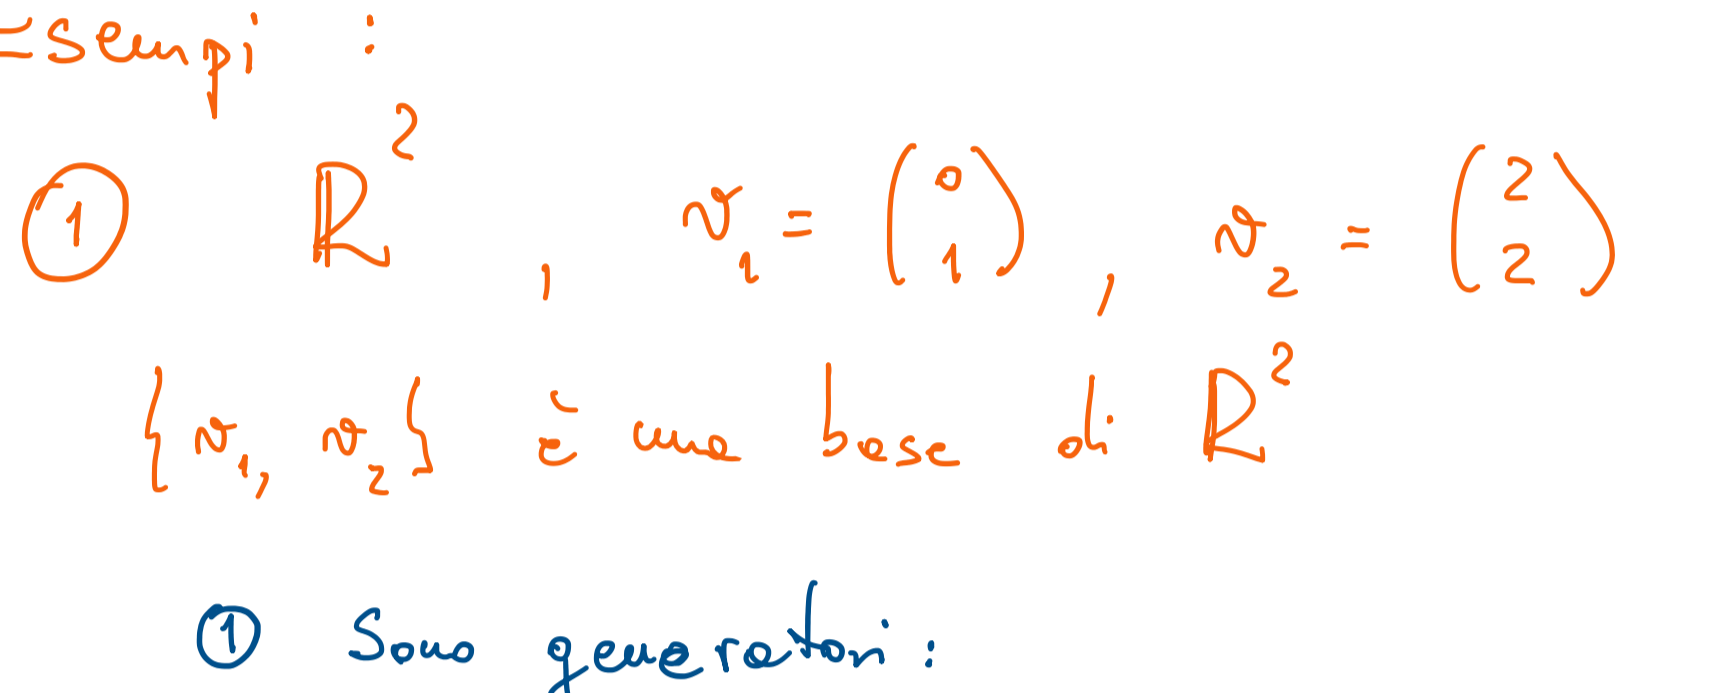 Esempi :
① ℝ², v₁ = (0 1), v₂ = (2 2)
{v₁, v₂} è una base di ℝ²
① Sono generatori :